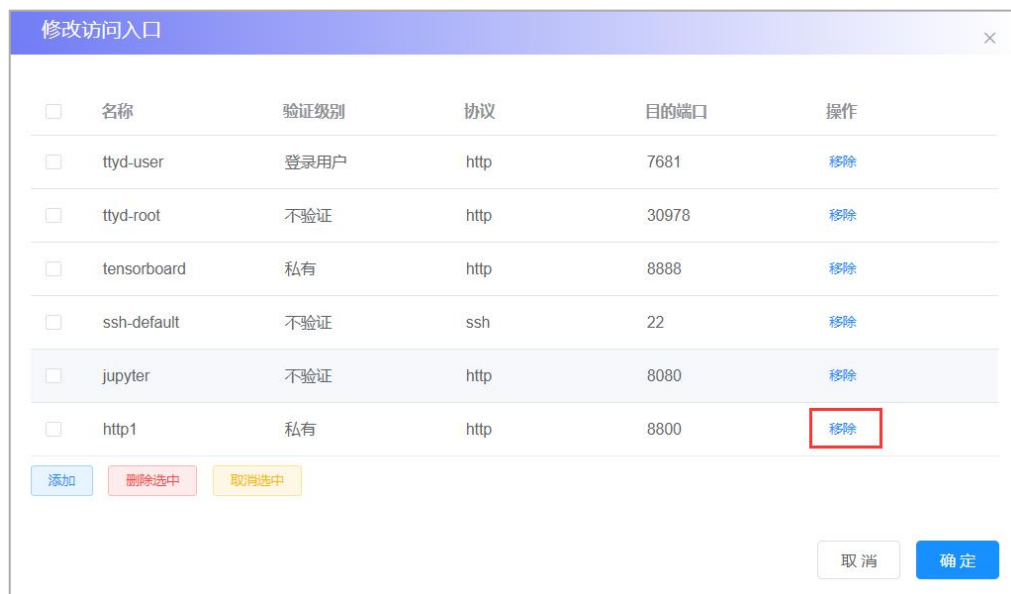 修改访问入口
名称 验证级别 协议 目的端口 操作
ttyd-user 登录用户 http 7681 移除
ttyd-root 不验证 http 30978 移除
tensorboard 私有 http 8888 移除
ssh-default 不验证 ssh 22 移除
jupyter 不验证 http 8080 移除
http1 私有 http 8800 移除
添加 删除选中 取消选中
取消 确定